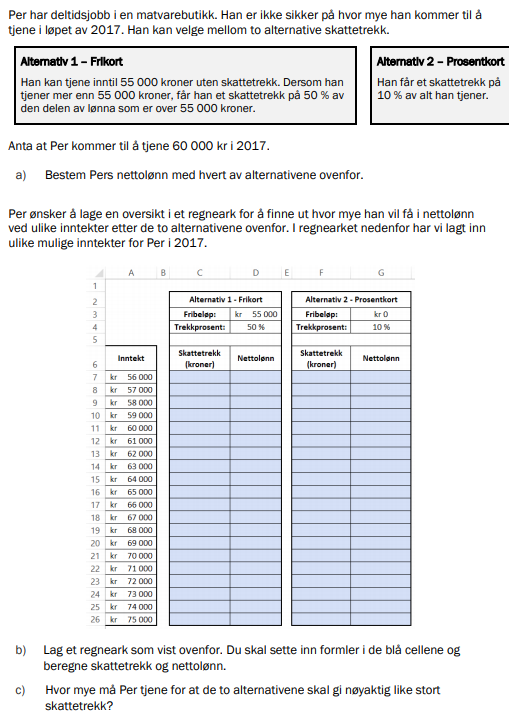 Per har deltidsjobb i en matvarebutikk. Han er ikke sikker på hvor mye han kommer til å
tjene i løpet av 2017. Han kan velge mellom to alternative skattetrekk.
Alternativ 1 – Frikort
Han kan tjene inntil 55 000 kroner uten skattetrekk. Dersom han
tjener mer enn 55 000 kroner, får han et skattetrekk på 50 % av
den delen av lønna som er over 55 000 kroner.
Alternativ 2 – Prosentkort
Han får et skattetrekk på
10 % av alt han tjener.
Anta at Per kommer til å tjene 60 000 kr i 2017.
a) Bestem Pers nettolønn med hvert av alternativene ovenfor.
Per ønsker å lage en oversikt i et regneark for å finne ut hvor mye han vil få i nettolønn
ved ulike inntekter etter de to alternativene ovenfor. I regnearket nedenfor har vi lagt inn
ulike mulige inntekter for Per i 2017.
A B C D E F G
1
2 Alternativ 1 - Frikort Alternativ 2 - Prosentkort
3 Fribeløp: kr 55 000 Fribeløp: kr 0
4 Trekkprosent: 50 % Trekkprosent: 10 %
5
6 Inntekt Skattetrekk (kroner) Nettolønn Skattetrekk (kroner) Nettolønn
7 kr 56 000
8 kr 57 000
9 kr 58 000
10 kr 59 000
11 kr 60 000
12 kr 61 000
13 kr 62 000
14 kr 63 000
15 kr 64 000
16 kr 65 000
17 kr 66 000
18 kr 67 000
19 kr 68 000
20 kr 69 000
21 kr 70 000
22 kr 71 000
23 kr 72 000
24 kr 73 000
25 kr 74 000
26 kr 75 000
b) Lag et regneark som vist ovenfor. Du skal sette inn formler i de blå cellene og
beregne skattetrekk og nettolønn.
c) Hvor mye må Per tjene for at de to alternativene skal gi nøyaktig like stort
skattetrekk?